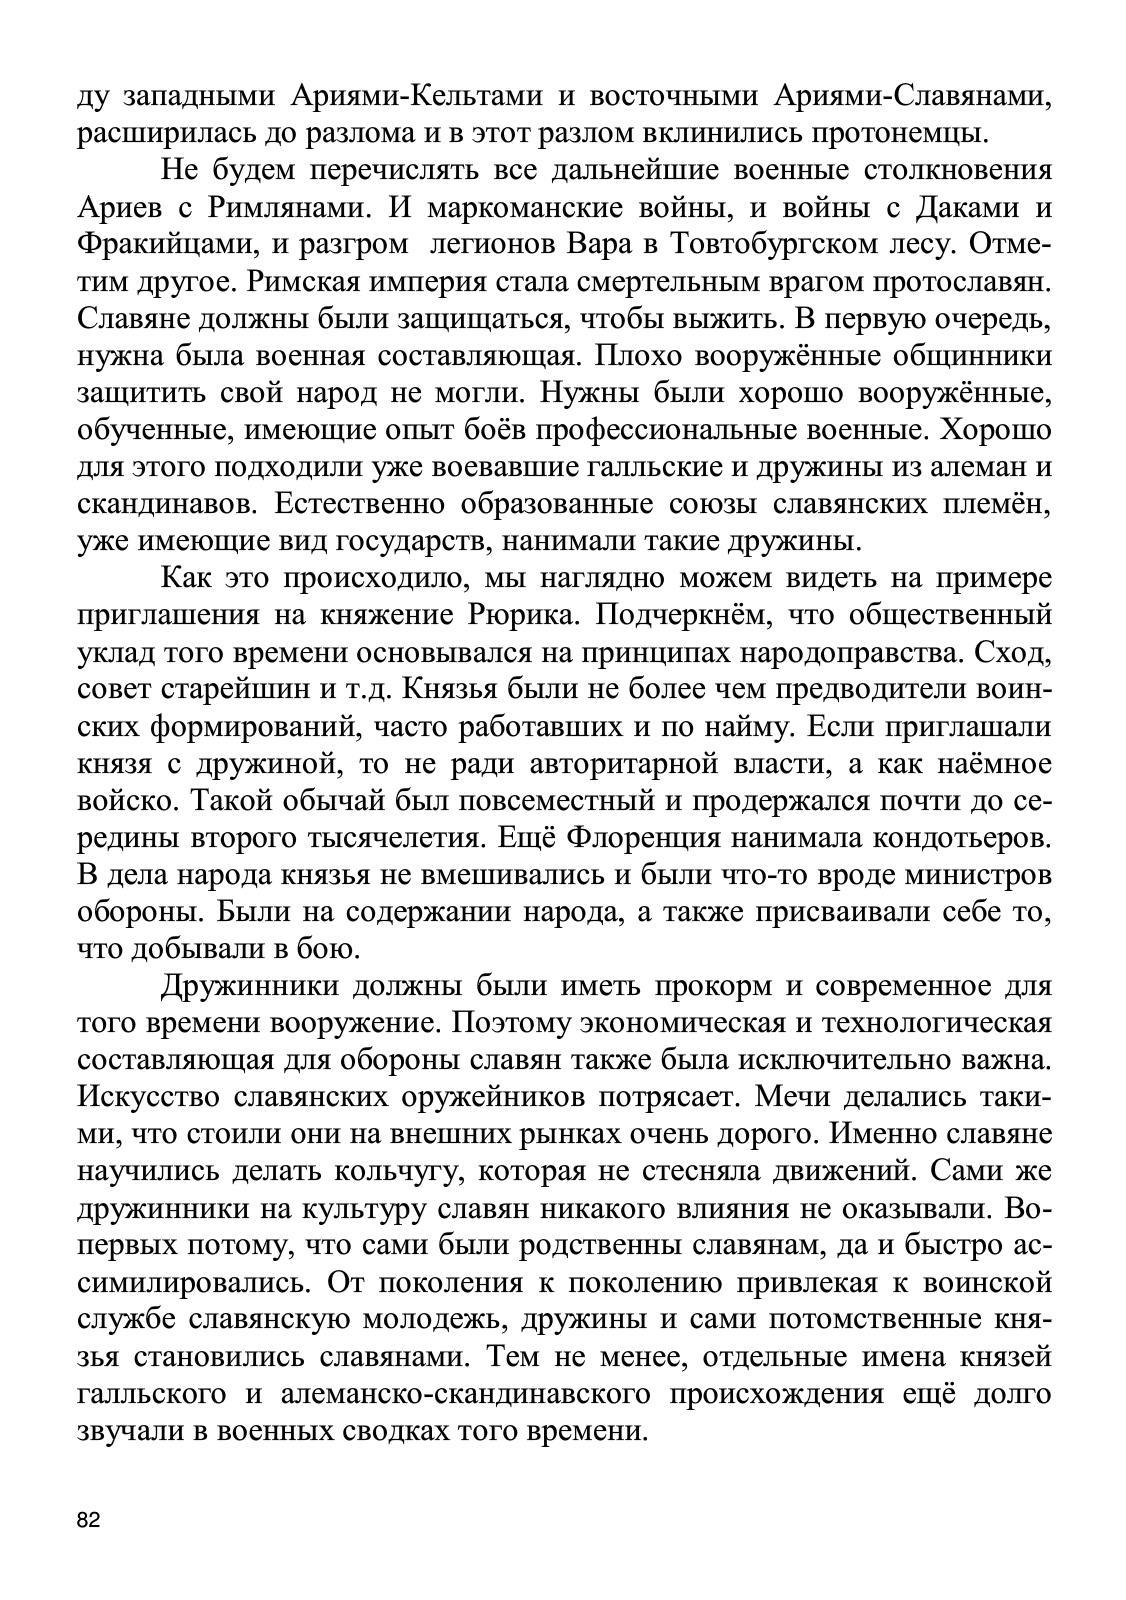 ду западными Ариями-Кельтами и восточными Ариями-Славянами,
расширилась до разлома и в этот разлом вклинились протонемцы.
Не будем перечислять все дальнейшие военные столкновения
Ариев с Римлянами. И маркоманские войны, и войны с Даками и
Фракийцами, и разгром легионов Вара в Товтобургском лесу. Отме-
тим другое. Римская империя стала смертельным врагом протославян.
Славяне должны были защищаться, чтобы выжить. В первую очередь,
нужна была военная составляющая. Плохо вооружённые общинники
защитить свой народ не могли. Нужны были хорошо вооружённые,
обученные, имеющие опыт боёв профессиональные военные. Хорошо
для этого подходили уже воевавшие галльские и дружины из алеман и
скандинавов. Естественно образованные союзы славянских племён,
уже имеющие вид государств, нанимали такие дружины.
Как это происходило, мы наглядно можем видеть на примере
приглашения на княжение Рюрика. Подчеркнём, что общественный
уклад того времени основывался на принципах народоправства. Сход,
совет старейшин и т.д. Князья были не более чем предводители воин-
ских формирований, часто работавших и по найму. Если приглашали
князя с дружиной, то не ради авторитарной власти, а как наёмное
войско. Такой обычай был повсеместный и продержался почти до се-
редины второго тысячелетия. Ещё Флоренция нанимала кондотьеров.
В дела народа князья не вмешивались и были что-то вроде министров
обороны. Были на содержании народа, а также присваивали себе то,
что добывали в бою.
Дружинники должны были иметь прокорм и современное для
того времени вооружение. Поэтому экономическая и технологическая
составляющая для обороны славян также была исключительно важна.
Искусство славянских оружейников потрясает. Мечи делались таки-
ми, что стоили они на внешних рынках очень дорого. Именно славяне
научились делать кольчугу, которая не стесняла движений. Сами же
дружинники на культуру славян никакого влияния не оказывали. Во-
первых потому, что сами были родственны славянам, да и быстро ас-
симилировались. От поколения к поколению привлекая к воинской
службе славянскую молодежь, дружины и сами потомственные кня-
зья становились славянами. Тем не менее, отдельные имена князей
галльского и алеманско-скандинавского происхождения ещё долго
звучали в военных сводках того времени.
82